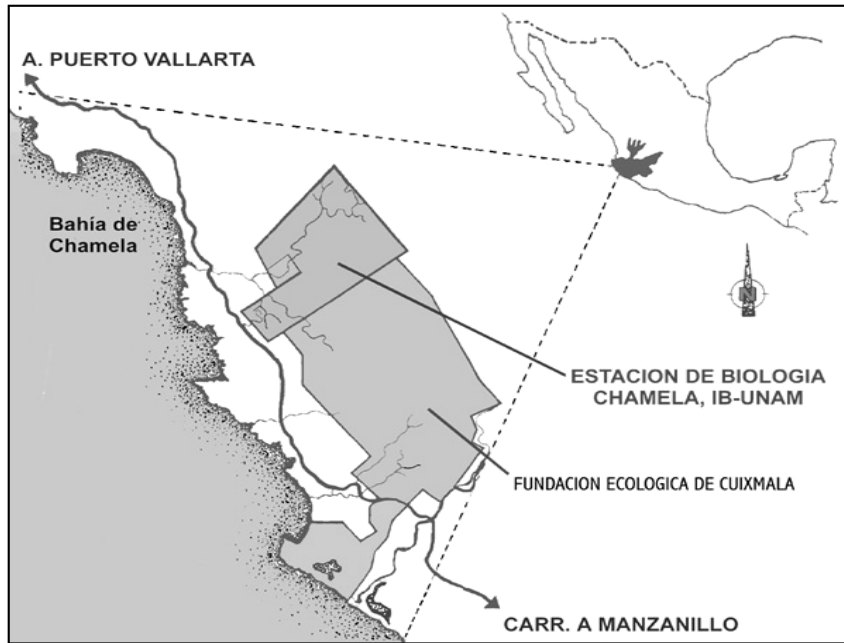 A. PUERTO VALLARTA
Bahía de
Chamela
N
ESTACION DE BIOLOGIA
CHAMELA, IB-UNAM
FUNDACION ECOLOGICA DE CUIXMALA
CARR. A MANZANILLO